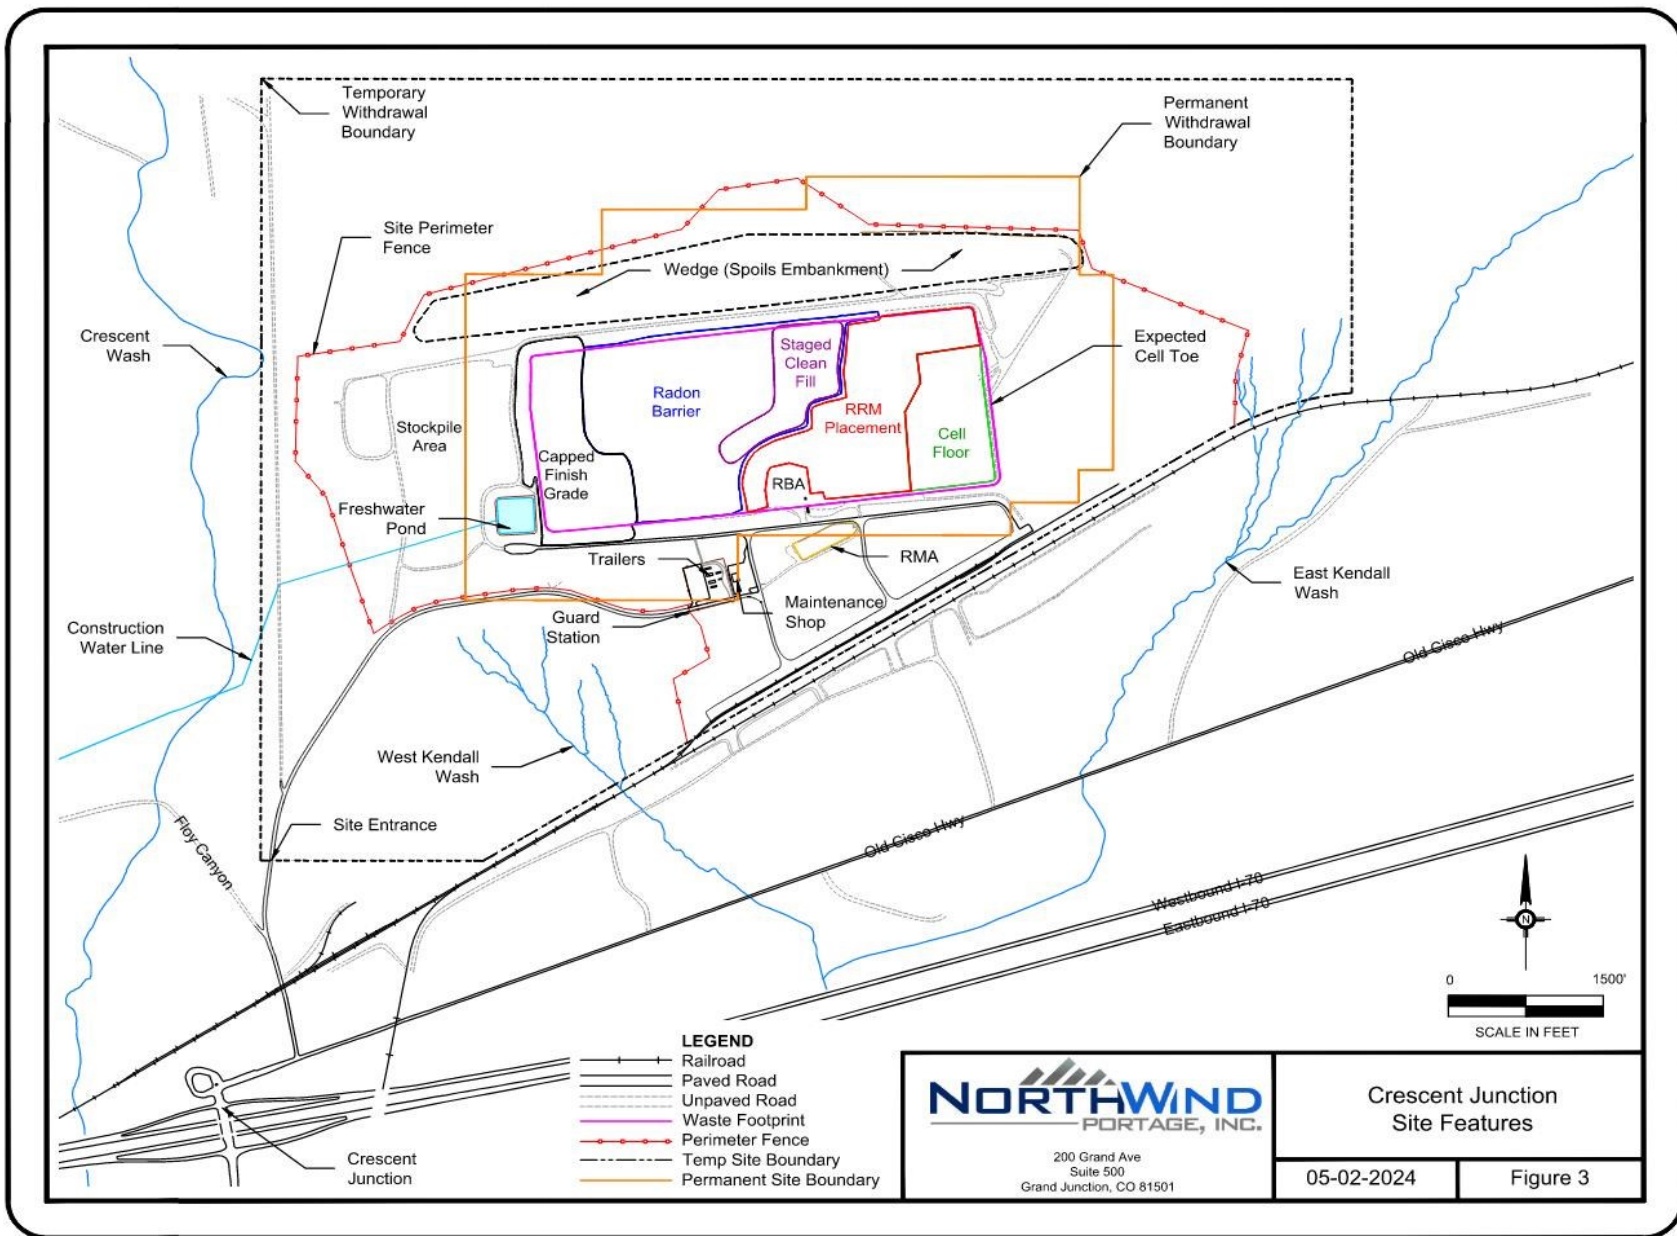 Temporary
Withdrawal
Boundary
Permanent
Withdrawal
Boundary
Site Perimeter
Fence
Wedge (Spoils Embankment)
Crescent
Wash
Expected
Cell Toe
Staged
Clean
Fill
Radon
Barrier
RRM
Placement
Stockpile
Area
Cell
Floor
Capped
Finish
Grade
RBA
Freshwater
Pond
Trailers
RMA
East Kendall
Wash
Maintenance
Shop
Guard
Station
Construction
Water Line
Old Cisco Hwy
West Kendall
Wash
Site Entrance
Floy Canyon
Old Cisco Hwy
Westbound I-70
Eastbound I-70
N
0 1500'
SCALE IN FEET
Crescent
Junction
LEGEND
Railroad
Paved Road
Unpaved Road
Waste Footprint
Perimeter Fence
Temp Site Boundary
Permanent Site Boundary
NORTHWIND
PORTAGE, INC.
200 Grand Ave
Suite 500
Grand Junction, CO 81501
Crescent Junction
Site Features
05-02-2024
Figure 3